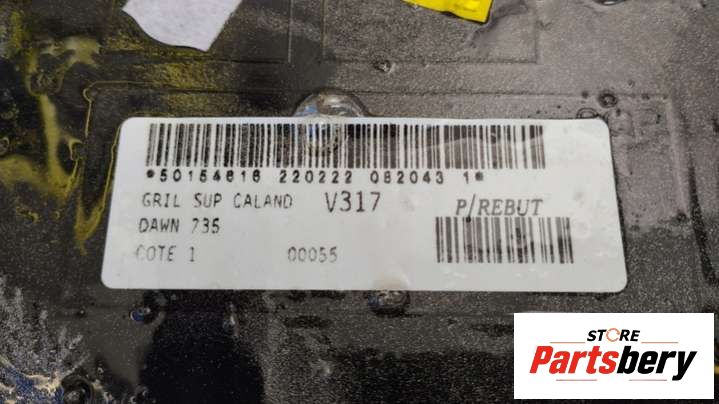 *50154616 220222 082043 1*
GRIL SUP CALAND V317 P/REBUT
DAWN 735
COTE 1 00055
STORE
Partsbery